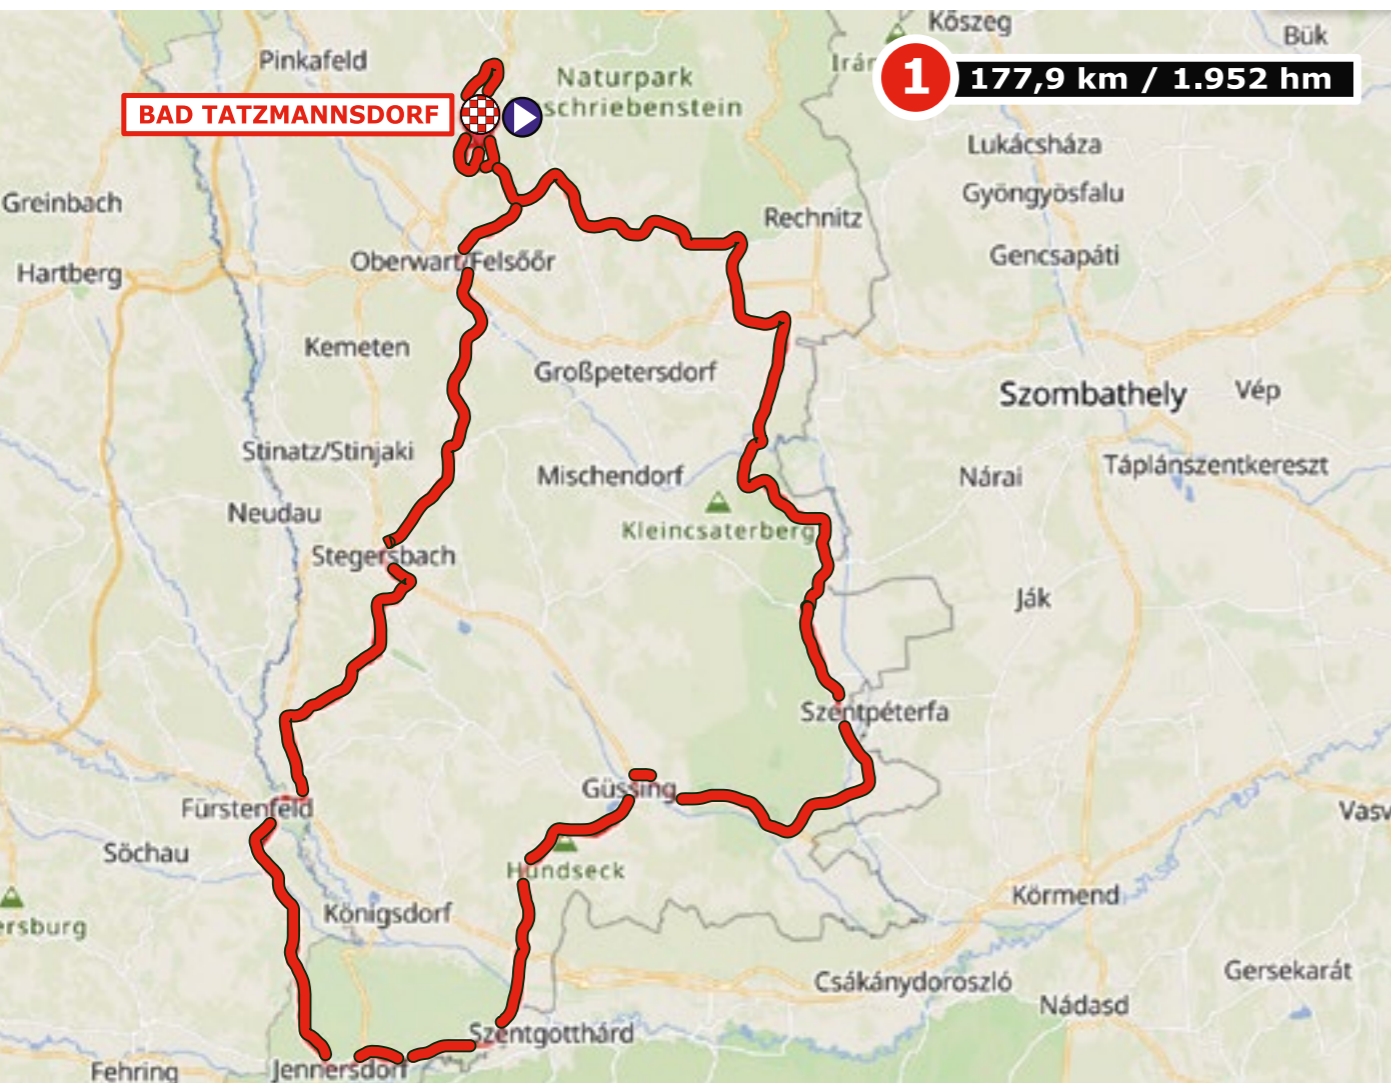 Kőszeg
Bük
Pinkafeld
Naturpark
schriebenstein
Irár
1
177,9 km / 1.952 hm
BAD TATZMANNSDORF
Lukácsháza
Gyöngyösfalu
Greinbach
Rechnitz
Gencsapáti
Oberwart/Felsőőr
Hartberg
Kemeten
Großpetersdorf
Szombathely
Vép
Stinatz/Stinjaki
Mischendorf
Nárai
Táplánszentkereszt
Neudau
Kleincsaterberg
Stegersbach
Ják
Szentpéterfa
Güssing
Fürstenfeld
Vasv
Söchau
Hundseck
Körmend
Königsdorf
ersburg
Csákánydoroszló
Gersekarát
Nádasd
Szentgotthárd
Fehring
Jennersdorf